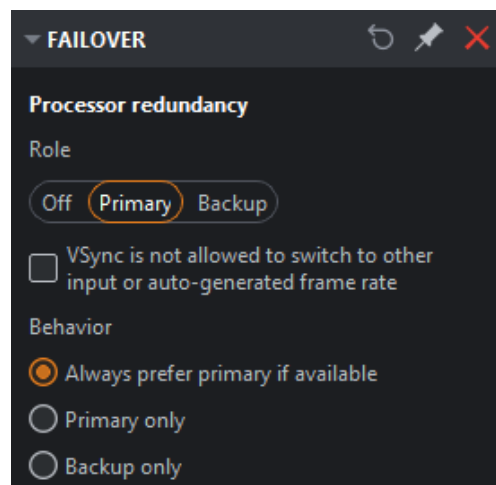 FAILOVER
Processor redundancy
Role
Off Primary Backup
VSync is not allowed to switch to other
input or auto-generated frame rate
Behavior
Always prefer primary if available
Primary only
Backup only